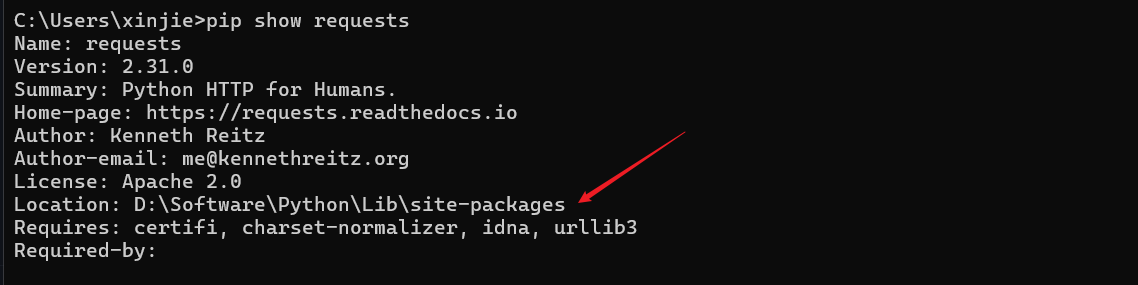 C:\Users\xinjie>pip show requests
Name: requests
Version: 2.31.0
Summary: Python HTTP for Humans.
Home-page: https://requests.readthedocs.io
Author: Kenneth Reitz
Author-email: me@kennethreitz.org
License: Apache 2.0
Location: D:\Software\Python\Lib\site-packages
Requires: certifi, charset-normalizer, idna, urllib3
Required-by: